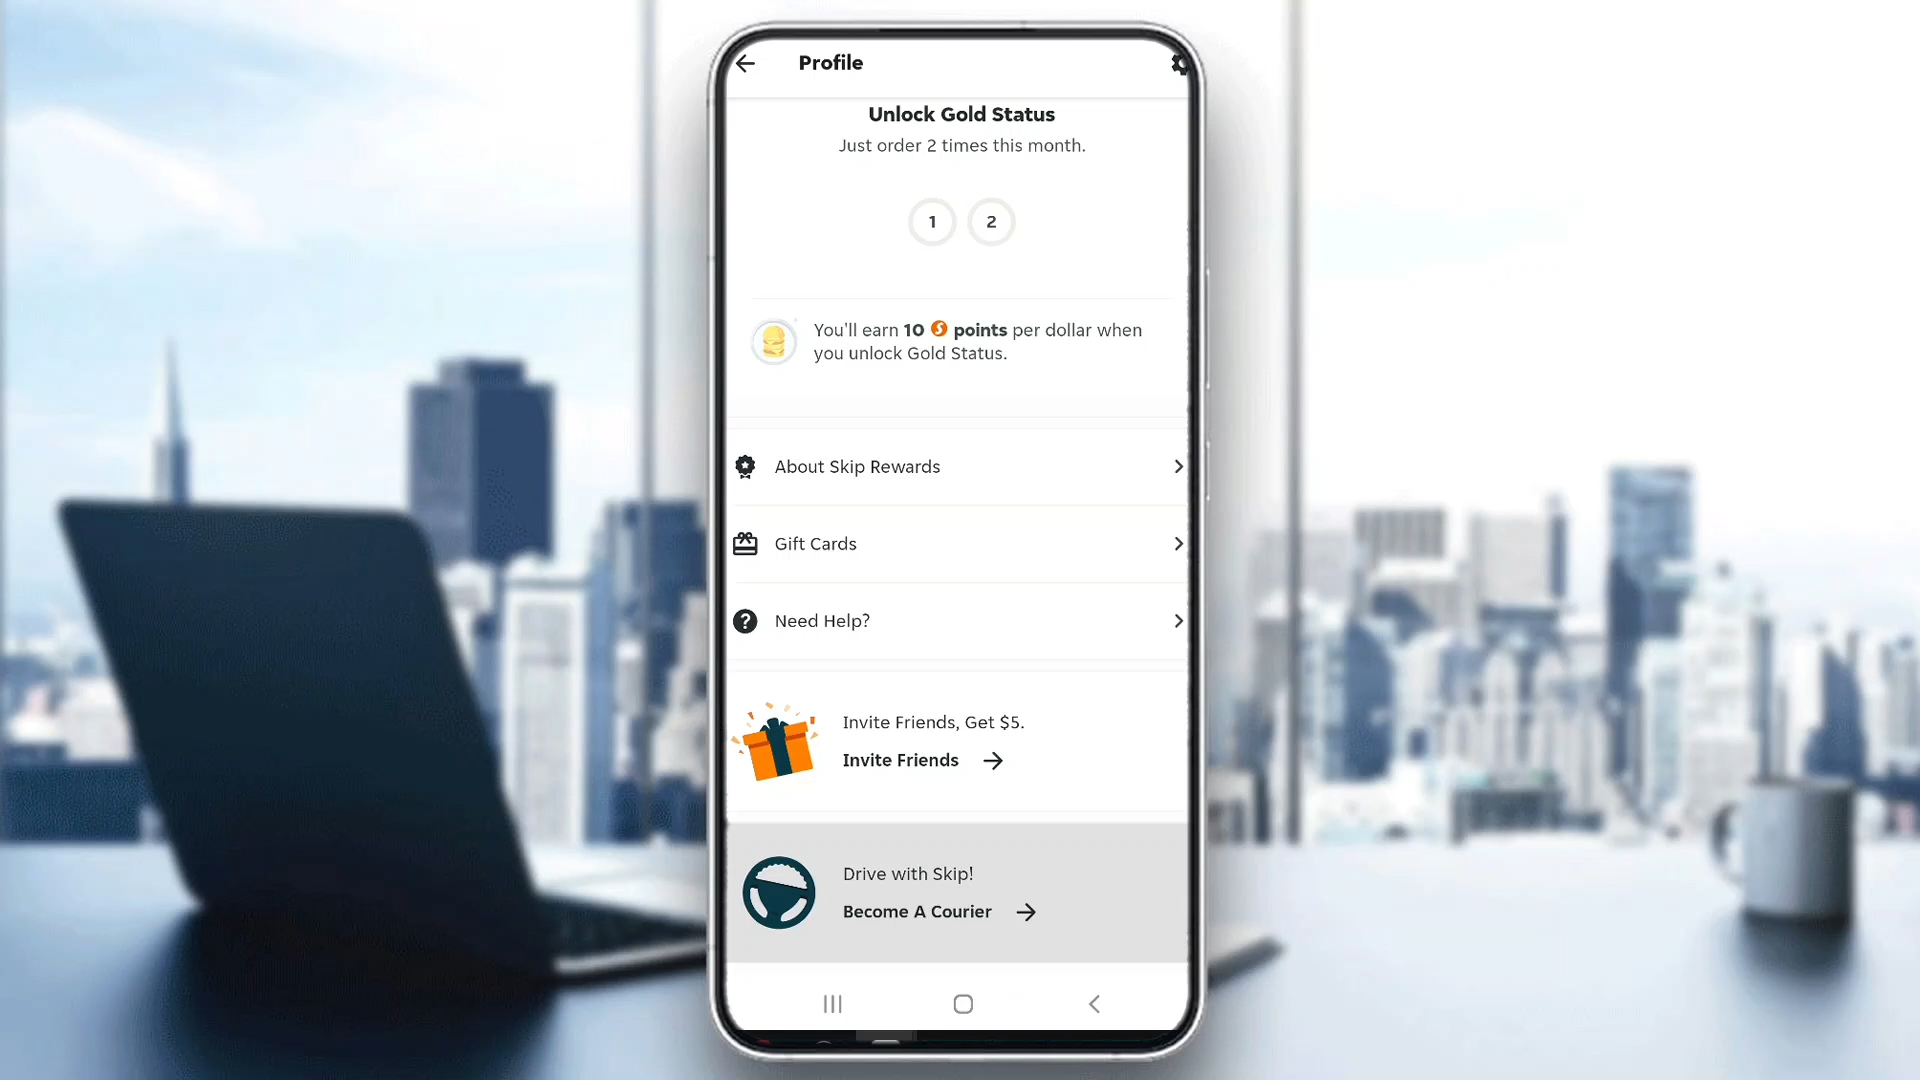 Profile
Unlock Gold Status
Just order 2 times this month.
1 2
You'll earn 10 S points per dollar when
you unlock Gold Status.
About Skip Rewards
Gift Cards
Need Help?
Invite Friends, Get $5.
Invite Friends
Drive with Skip!
Become A Courier